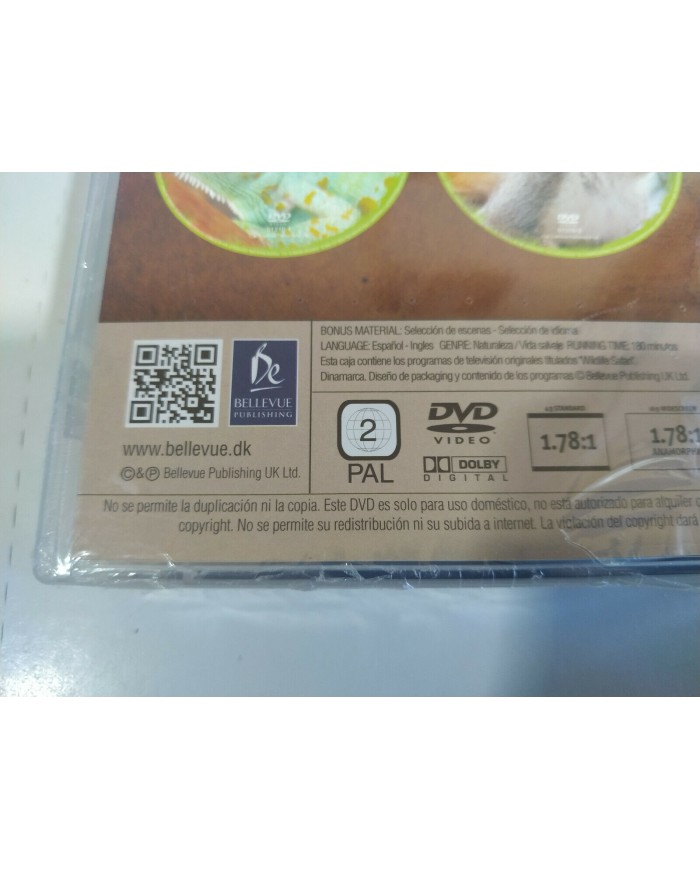 DVD
DVD
BONUS MATERIAL: Selección de escenas - Selección de idioma
LANGUAGE: Español - Ingles GENRE: Naturaleza / Vida salvaje RUNNING TIME: 180 minutos
Esta caja contiene los programas de televisión originales titulados "Wildlife Safari".
Dinamarca. Diseño de packaging y contenido de los programas © Bellevue Publishing UK Ltd.
Be
BELLEVUE
PUBLISHING
www.bellevue.dk
©&℗ Bellevue Publishing UK Ltd.
2
PAL
DVD
VIDEO
DOLBY
DIGITAL
STANDARD
1.78:1
1.78:1
ANAMORPH
No se permite la duplicación ni la copia. Este DVD es solo para uso doméstico, no está autorizado para alquiler
copyright. No se permite su redistribución ni su subida a internet. La violación del copyright dará